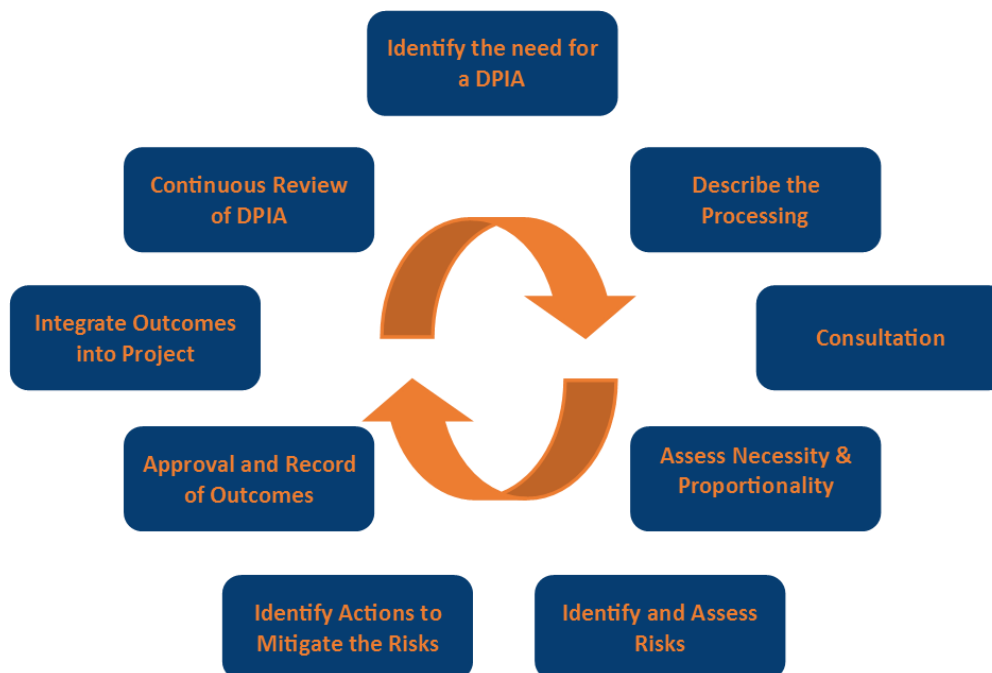 Identify the need for
a DPIA
Continuous Review
of DPIA
Describe the
Processing
Integrate Outcomes
into Project
Consultation
Approval and Record
of Outcomes
Assess Necessity &
Proportionality
Identify Actions to
Mitigate the Risks
Identify and Assess
Risks